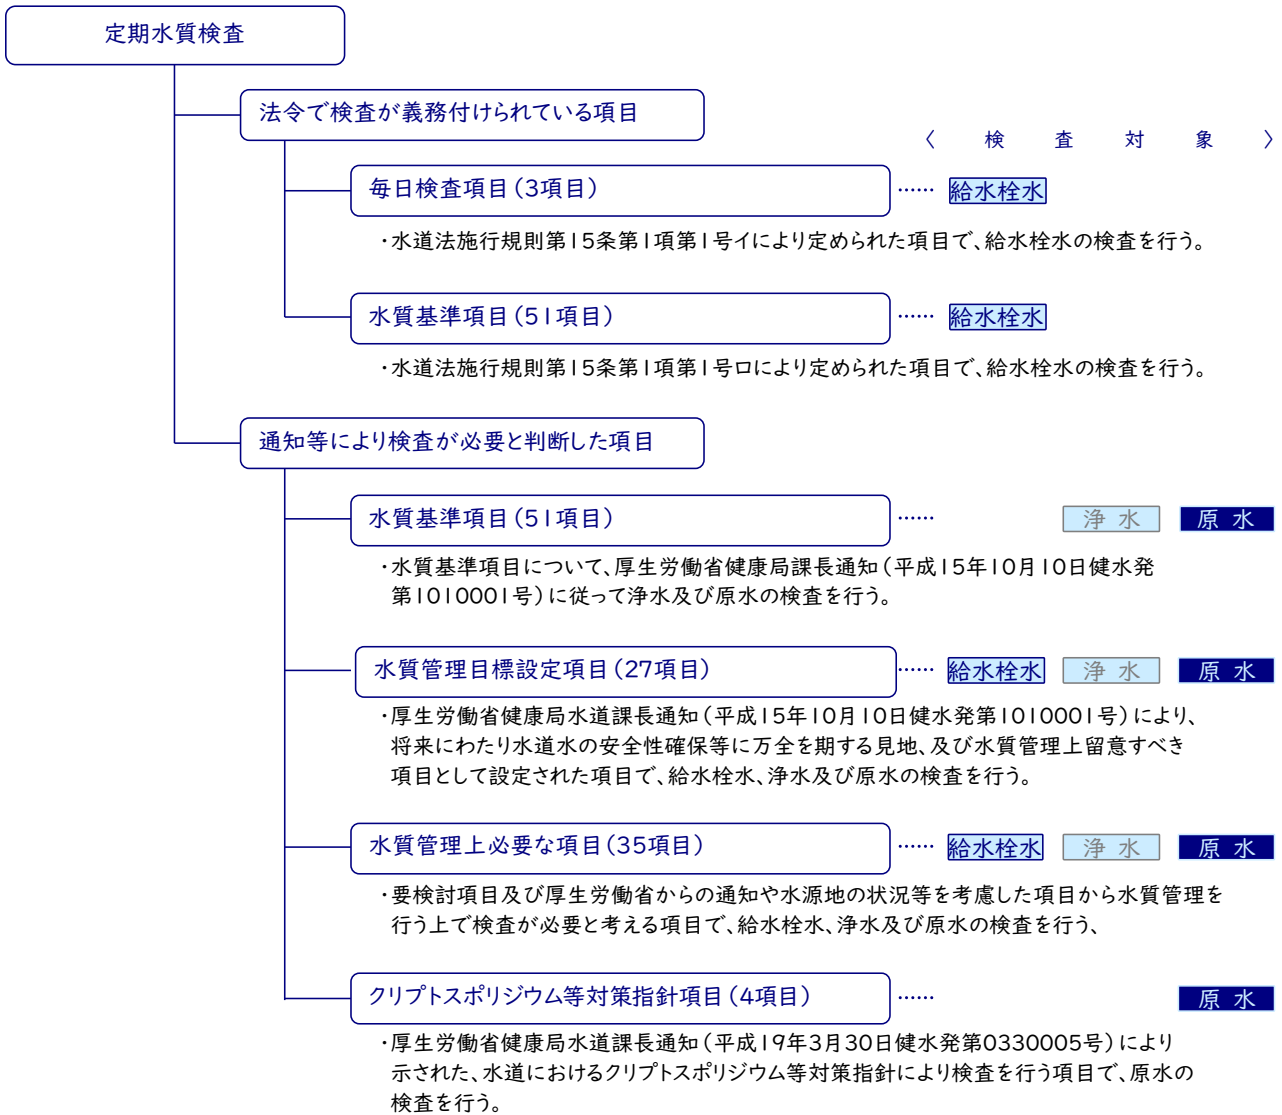 定期水質検査
法令で検査が義務付けられている項目
〈 検 査 対 象 〉
毎日検査項目(3項目) …… 給水栓水
・水道法施行規則第15条第1項第1号イにより定められた項目で、給水栓水の検査を行う。
水質基準項目(51項目) …… 給水栓水
・水道法施行規則第15条第1項第1号ロにより定められた項目で、給水栓水の検査を行う。
通知等により検査が必要と判断した項目
水質基準項目(51項目) …… 浄 水 原 水
・水質基準項目について、厚生労働省健康局課長通知(平成15年10月10日健水発
第1010001号)に従って浄水及び原水の検査を行う。
水質管理目標設定項目(27項目) …… 給水栓水 浄 水 原 水
・厚生労働省健康局水道課長通知(平成15年10月10日健水発第1010001号)により、
将来にわたり水道水の安全性確保等に万全を期する見地、及び水質管理上留意すべき
項目として設定された項目で、給水栓水、浄水及び原水の検査を行う。
水質管理上必要な項目(35項目) …… 給水栓水 浄 水 原 水
・要検討項目及び厚生労働省からの通知や水源地の状況等を考慮した項目から水質管理を
行う上で検査が必要と考える項目で、給水栓水、浄水及び原水の検査を行う、
クリプトスポリジウム等対策指針項目(4項目) …… 原 水
・厚生労働省健康局水道課長通知(平成19年3月30日健水発第0330005号)により
示された、水道におけるクリプトスポリジウム等対策指針により検査を行う項目で、原水の
検査を行う。